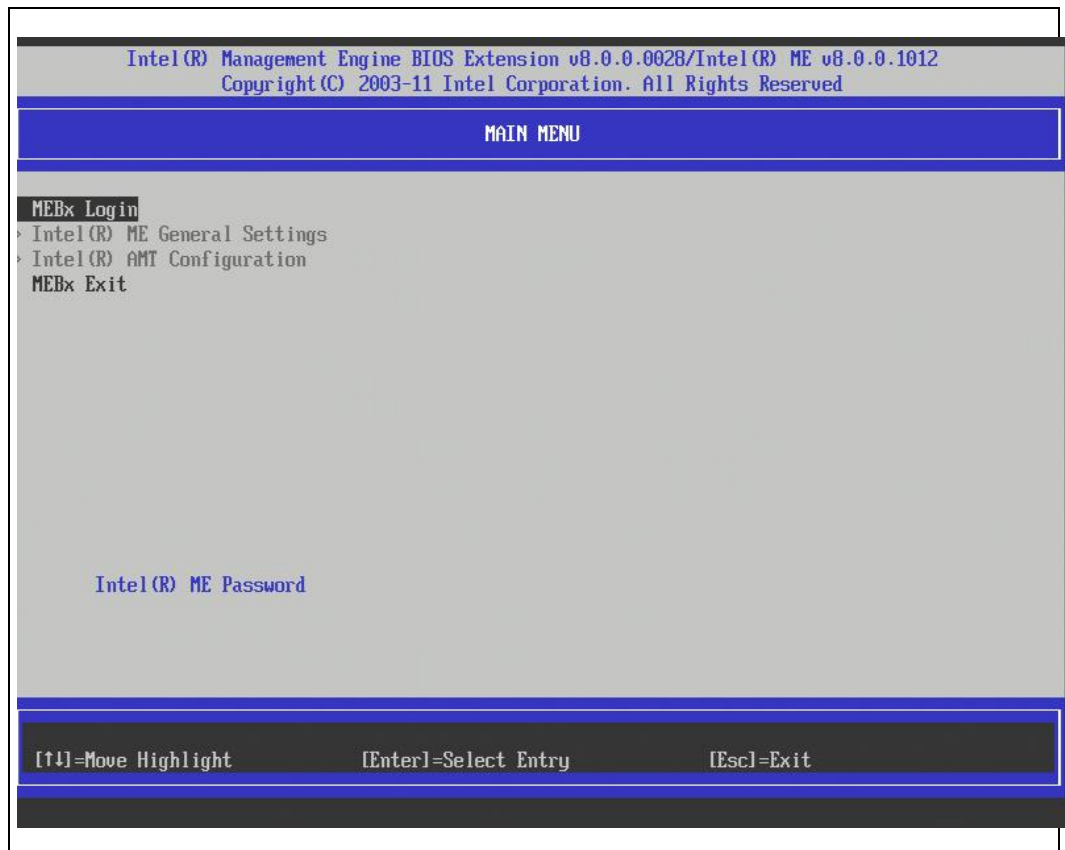 Intel(R) Management Engine BIOS Extension v8.0.0.0028/Intel(R) ME v8.0.0.1012
Copyright(C) 2003-11 Intel Corporation. All Rights Reserved
MAIN MENU
MEBx Login
> Intel(R) ME General Settings
> Intel(R) AMT Configuration
MEBx Exit
Intel(R) ME Password
[↑↓]=Move Highlight [Enter]=Select Entry [Esc]=Exit